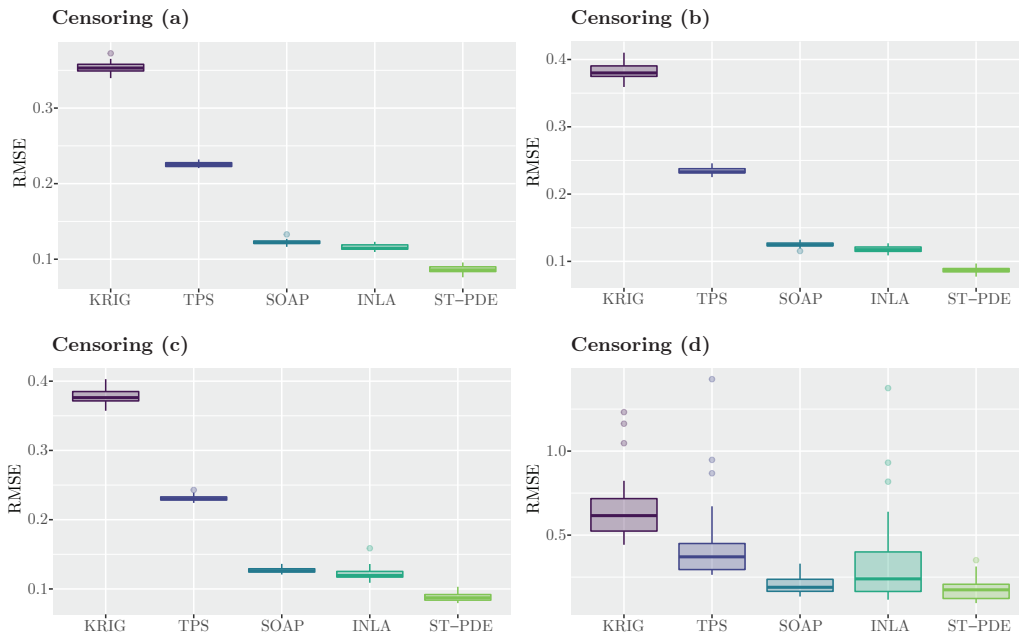 Censoring (a)
RMSE
0.3
0.2
0.1
KRIG TPS SOAP INLA ST−PDE
Censoring (b)
RMSE
0.4
0.3
0.2
0.1
KRIG TPS SOAP INLA ST−PDE
Censoring (c)
RMSE
0.4
0.3
0.2
0.1
KRIG TPS SOAP INLA ST−PDE
Censoring (d)
RMSE
1.0
0.5
KRIG TPS SOAP INLA ST−PDE